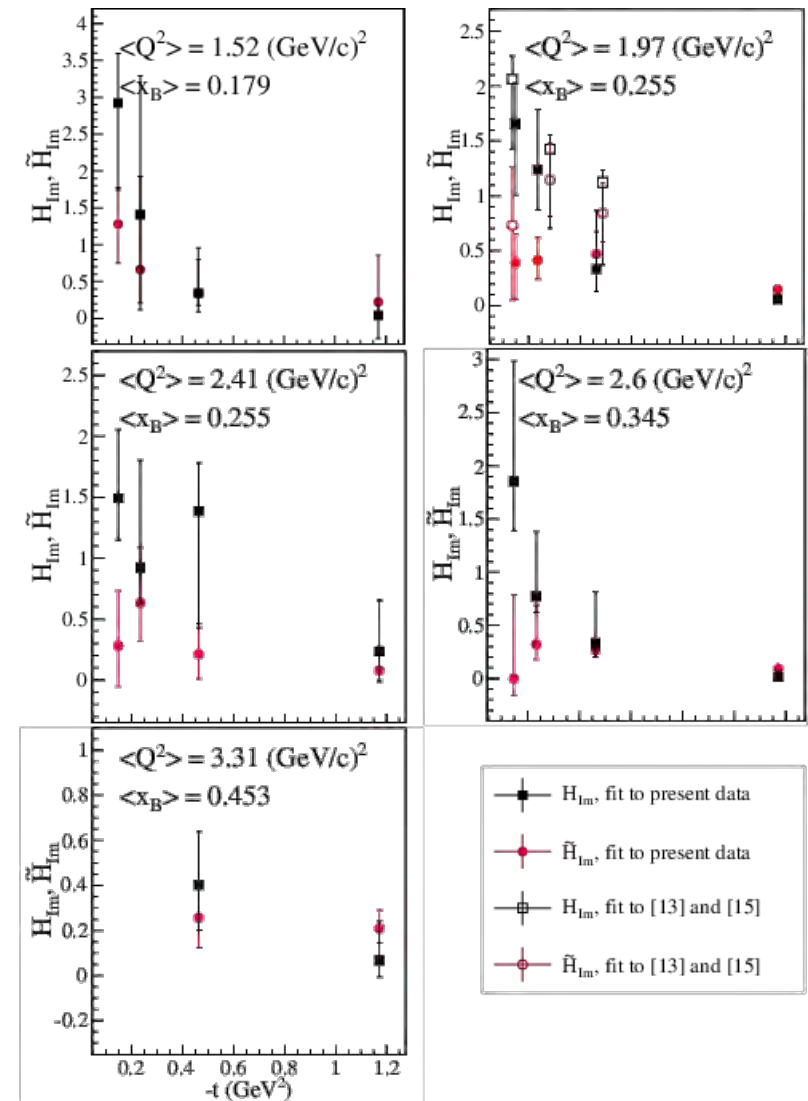 <Q²> = 1.52 (GeV/c)²
<x_B> = 0.179
H_Im, H̃_Im
4
3.5
3
2.5
2
1.5
1
0.5
0
<Q²> = 1.97 (GeV/c)²
<x_B> = 0.255
H_Im, H̃_Im
2.5
2
1.5
1
0.5
0
<Q²> = 2.41 (GeV/c)²
<x_B> = 0.255
H_Im, H̃_Im
2.5
2
1.5
1
0.5
0
<Q²> = 2.6 (GeV/c)²
<x_B> = 0.345
H_Im, H̃_Im
3
2.5
2
1.5
1
0.5
0
<Q²> = 3.31 (GeV/c)²
<x_B> = 0.453
H_Im, H̃_Im
1
0.8
0.6
0.4
0.2
0
-0.2
0.2 0.4 0.6 0.8 1 1.2
-t (GeV²)
H_Im, fit to present data
H̃_Im, fit to present data
H_Im, fit to [13] and [15]
H̃_Im, fit to [13] and [15]